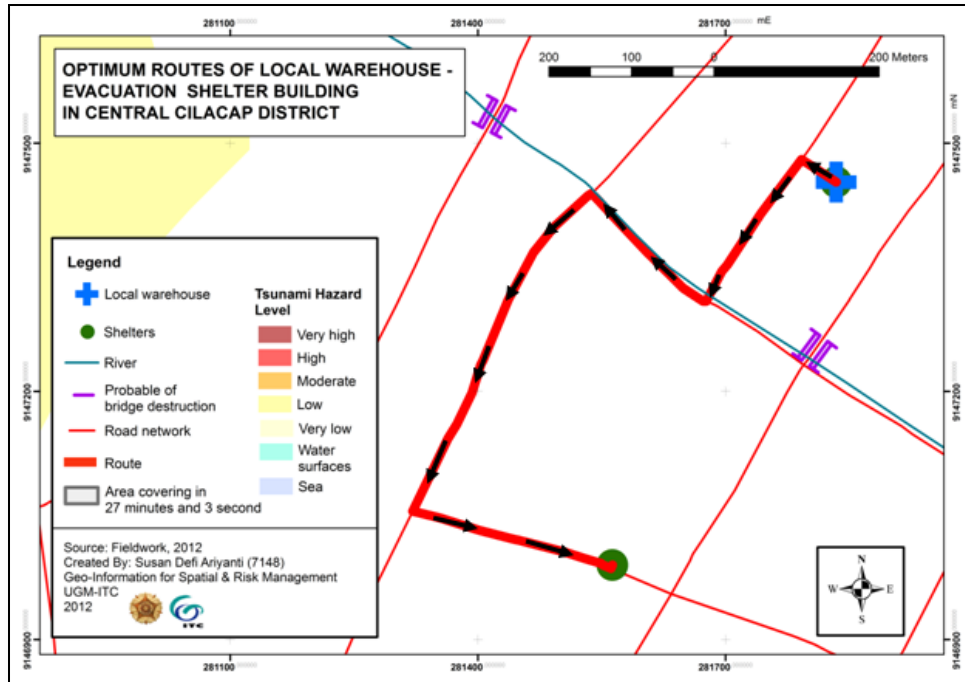 281100
281400
281700
mE
200 100 0 200 Meters
OPTIMUM ROUTES OF LOCAL WAREHOUSE -
EVACUATION SHELTER BUILDING
IN CENTRAL CILACAP DISTRICT
9147500
9147200
9146900
mN
9147500
9147200
9146900
Legend
Local warehouse
Shelters
River
Probable of
bridge destruction
Road network
Route
Area covering in
27 minutes and 3 second
Tsunami Hazard
Level
Very high
High
Moderate
Low
Very low
Water
surfaces
Sea
Source: Fieldwork, 2012
Created By: Susan Defi Ariyanti (7148)
Geo-Information for Spatial & Risk Management
UGM-ITC
2012
ITC
N
W E
S
281100
281400
281700